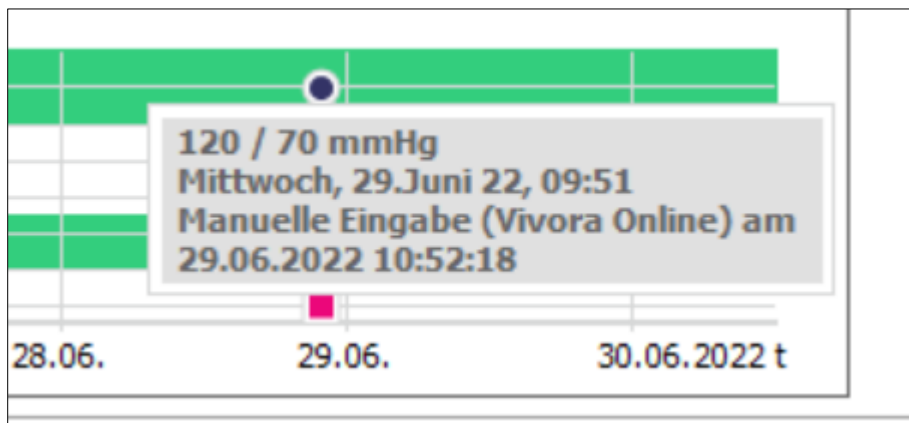 120 / 70 mmHg
Mittwoch, 29.Juni 22, 09:51
Manuelle Eingabe (Vivora Online) am
29.06.2022 10:52:18
28.06. 29.06. 30.06.2022 t